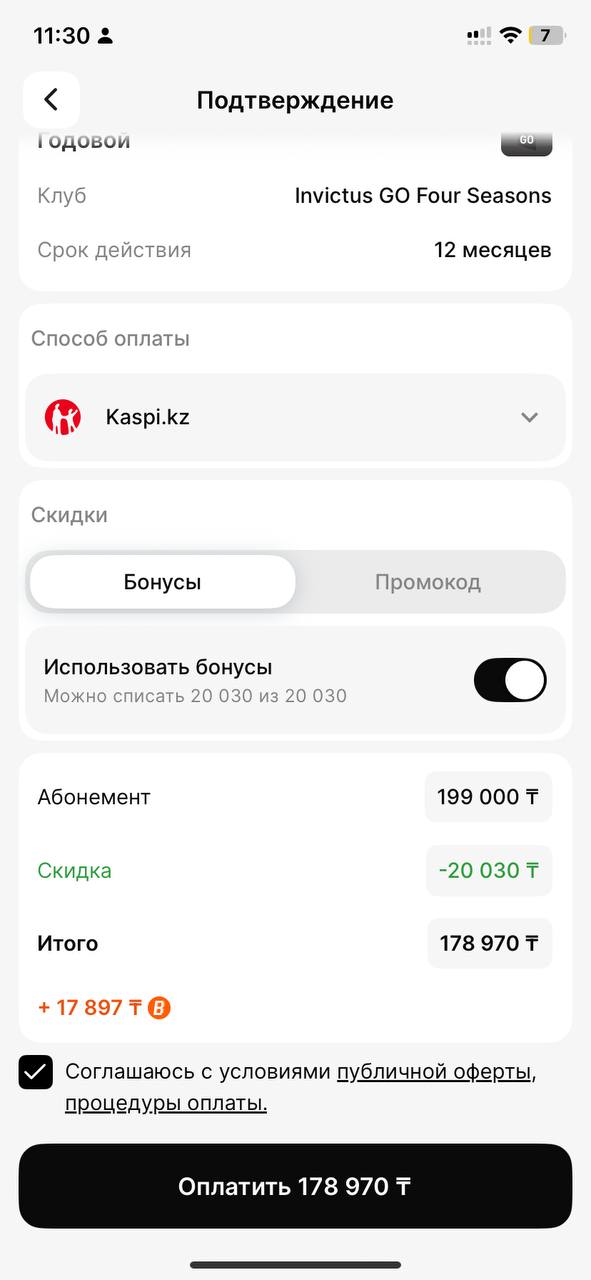 11:30
7
Подтверждение
Годовой
GO
Клуб
Invictus GO Four Seasons
Срок действия
12 месяцев
Способ оплаты
Kaspi.kz
Скидки
Бонусы
Промокод
Использовать бонусы
Можно списать 20 030 из 20 030
Абонемент
199 000 ₸
Скидка
-20 030 ₸
Итого
178 970 ₸
+ 17 897 ₸ B
Соглашаюсь с условиями публичной оферты,
процедуры оплаты.
Оплатить 178 970 ₸